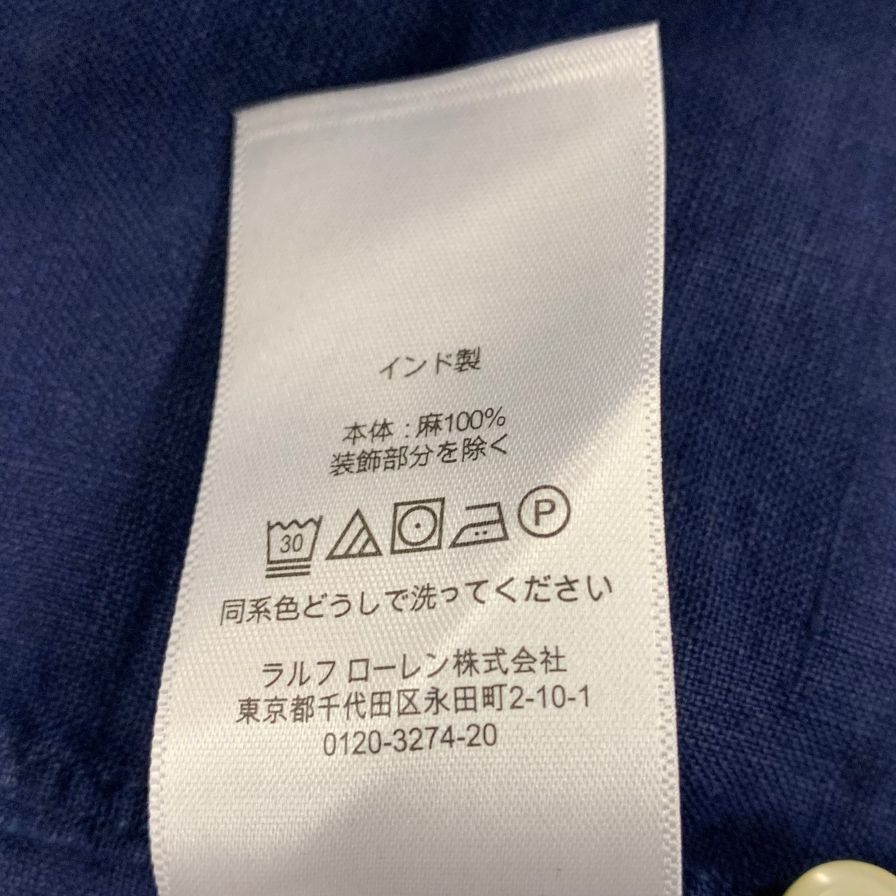 インド製
本体 : 麻100%
装飾部分を除く
30 P
同系色どうしで洗ってください
ラルフ ローレン株式会社
東京都千代田区永田町2-10-1
0120-3274-20